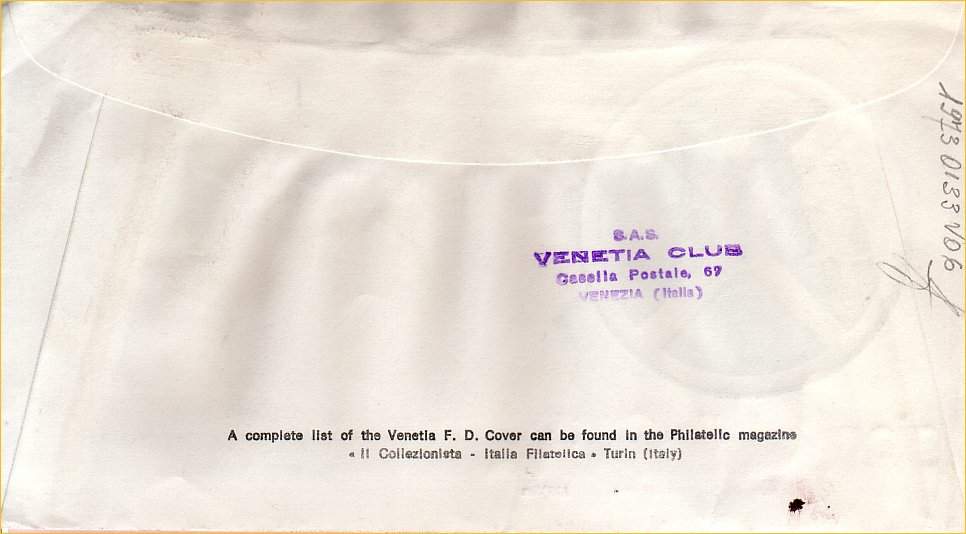 S.A.S.
VENETIA CLUB
Casella Postale, 67
VENEZIA (Italia)
A complete list of the Venetia F. D. Cover can be found in the Philatelic magazine
« Il Collezionista - Italia Filatelica » Turin (Italy)
1973 0133 V06